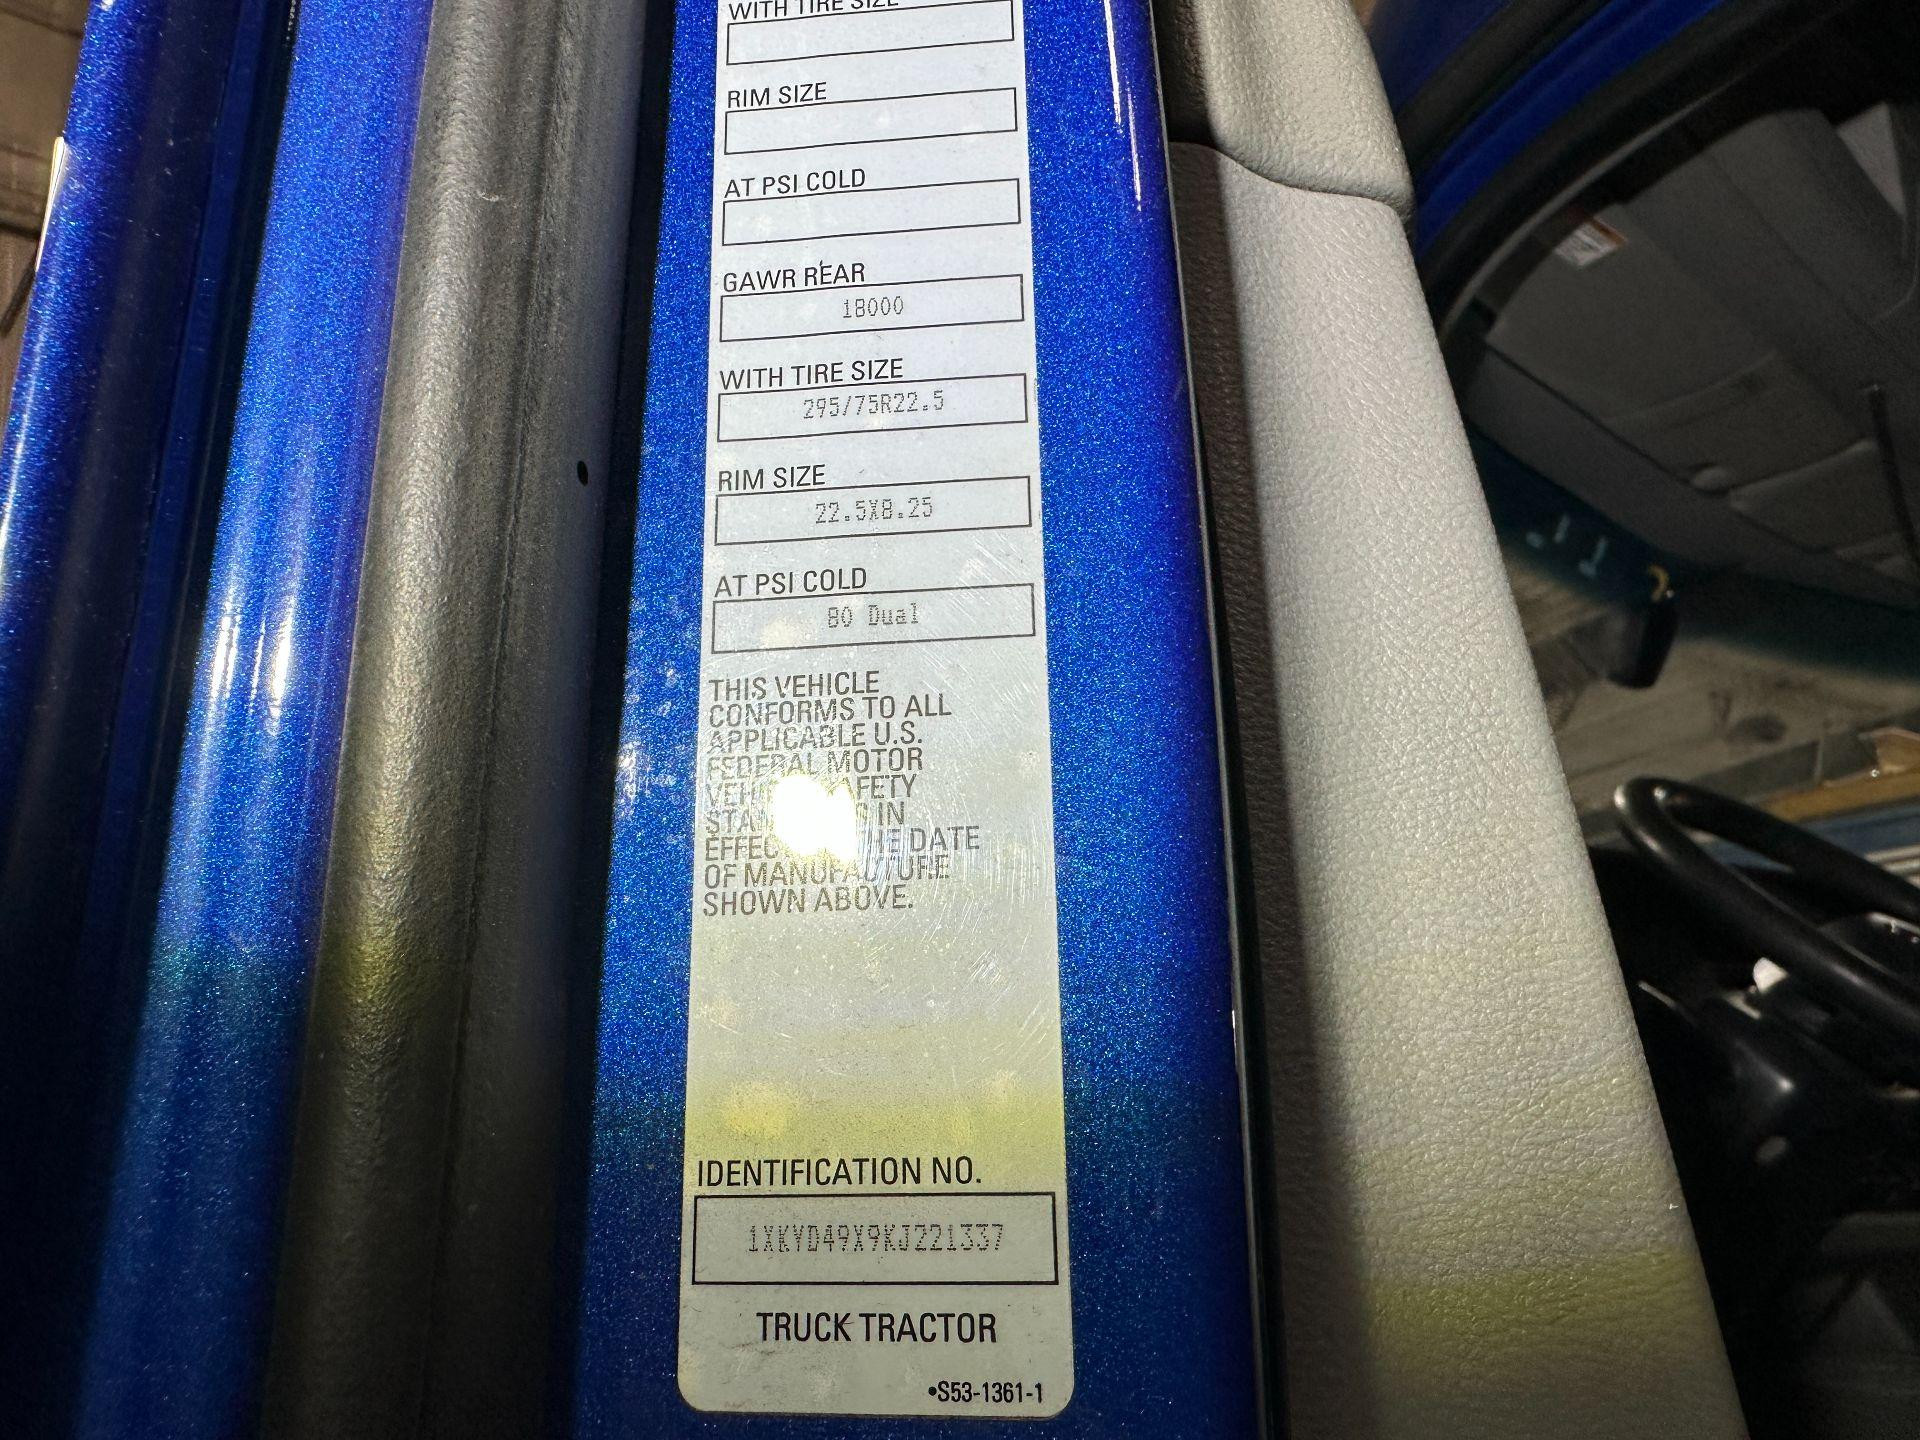 WITH TIRE SIZE
RIM SIZE
AT PSI COLD
GAWR REAR
18000
WITH TIRE SIZE
295/75R22.5
RIM SIZE
22.5X8.25
AT PSI COLD
80 Dual
THIS VEHICLE
CONFORMS TO ALL
APPLICABLE U.S.
FEDERAL MOTOR
IN
DATE
OF MANUFACTURE
SHOWN ABOVE.
IDENTIFICATION NO.
1XKYD49X9KJ221337
TRUCK TRACTOR
•S53-1361-1